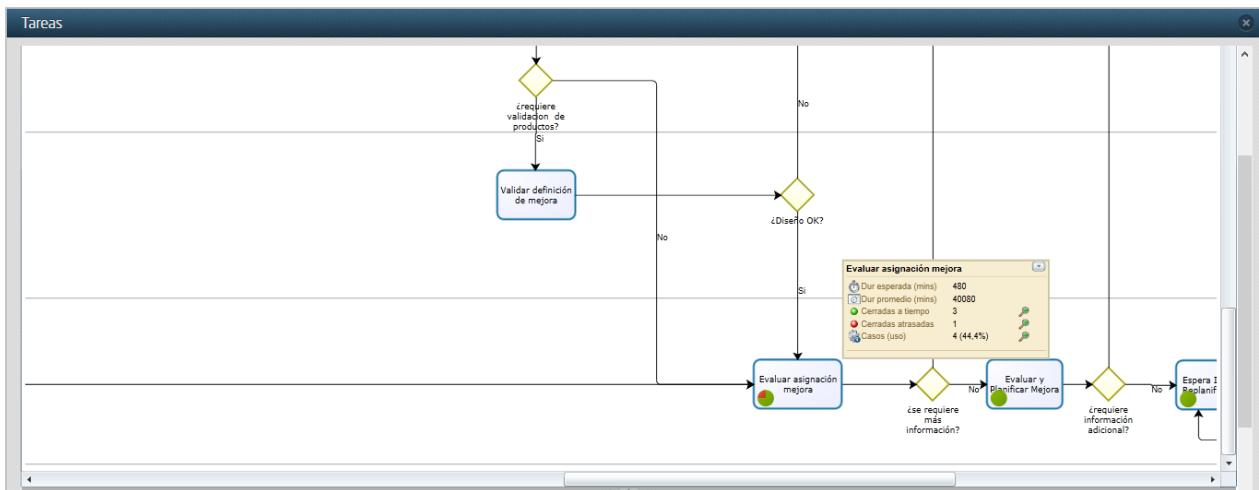 Tareas
¿requiere
validacion de
productos?
Si
No
Validar definición
de mejora
¿Diseño OK?
No
Si
Evaluar asignación mejora
Dur esperada (mins) 480
Dur promedio (mins) 40080
Cerradas a tiempo 3
Cerradas atrasadas 1
Casos (uso) 4 (44,4%)
Evaluar asignación
mejora
¿se requiere
más
información?
No
Evaluar y
Planificar Mejora
¿requiere
información
adicional?
No
Espera
Replanif